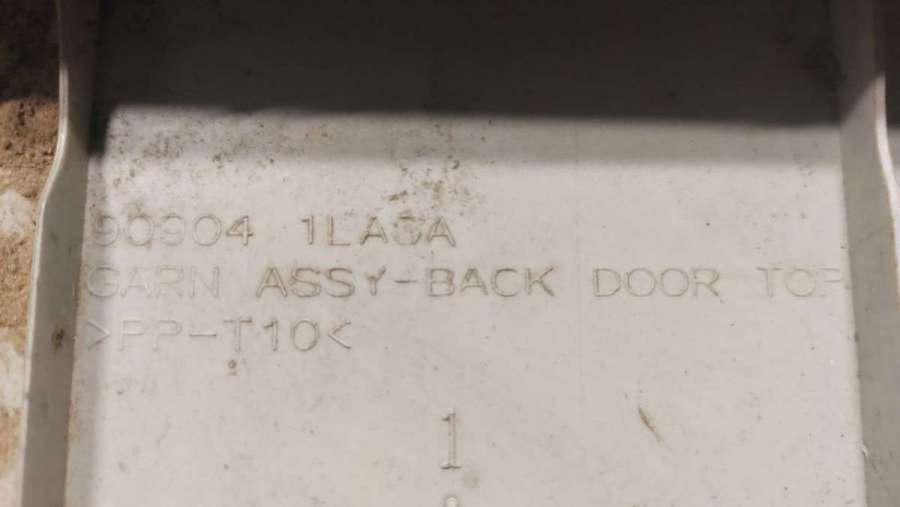 90904 1LA0A
GARN ASSY-BACK DOOR TOP
>PP-T10<
1